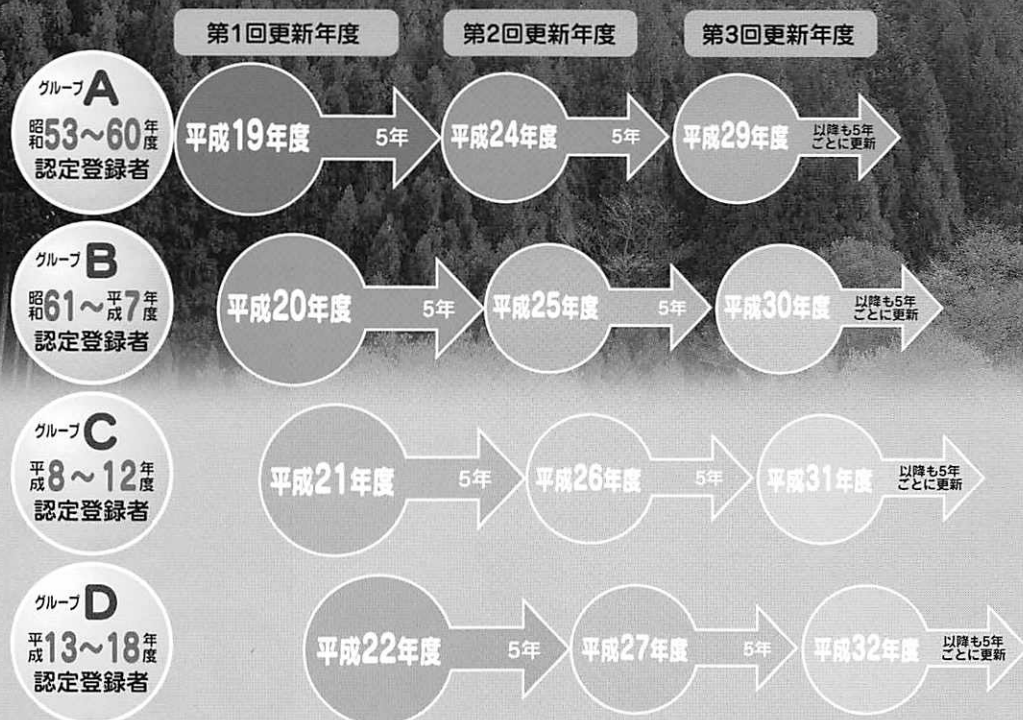 第1回更新年度
第2回更新年度
第3回更新年度
グループA
昭和53～60年度
認定登録者
平成19年度
5年
平成24年度
5年
平成29年度
以降も5年
ごとに更新
グループB
昭和61～平成7年度
認定登録者
平成20年度
5年
平成25年度
5年
平成30年度
以降も5年
ごとに更新
グループC
平成8～12年度
認定登録者
平成21年度
5年
平成26年度
5年
平成31年度
以降も5年
ごとに更新
グループD
平成13～18年度
認定登録者
平成22年度
5年
平成27年度
5年
平成32年度
以降も5年
ごとに更新